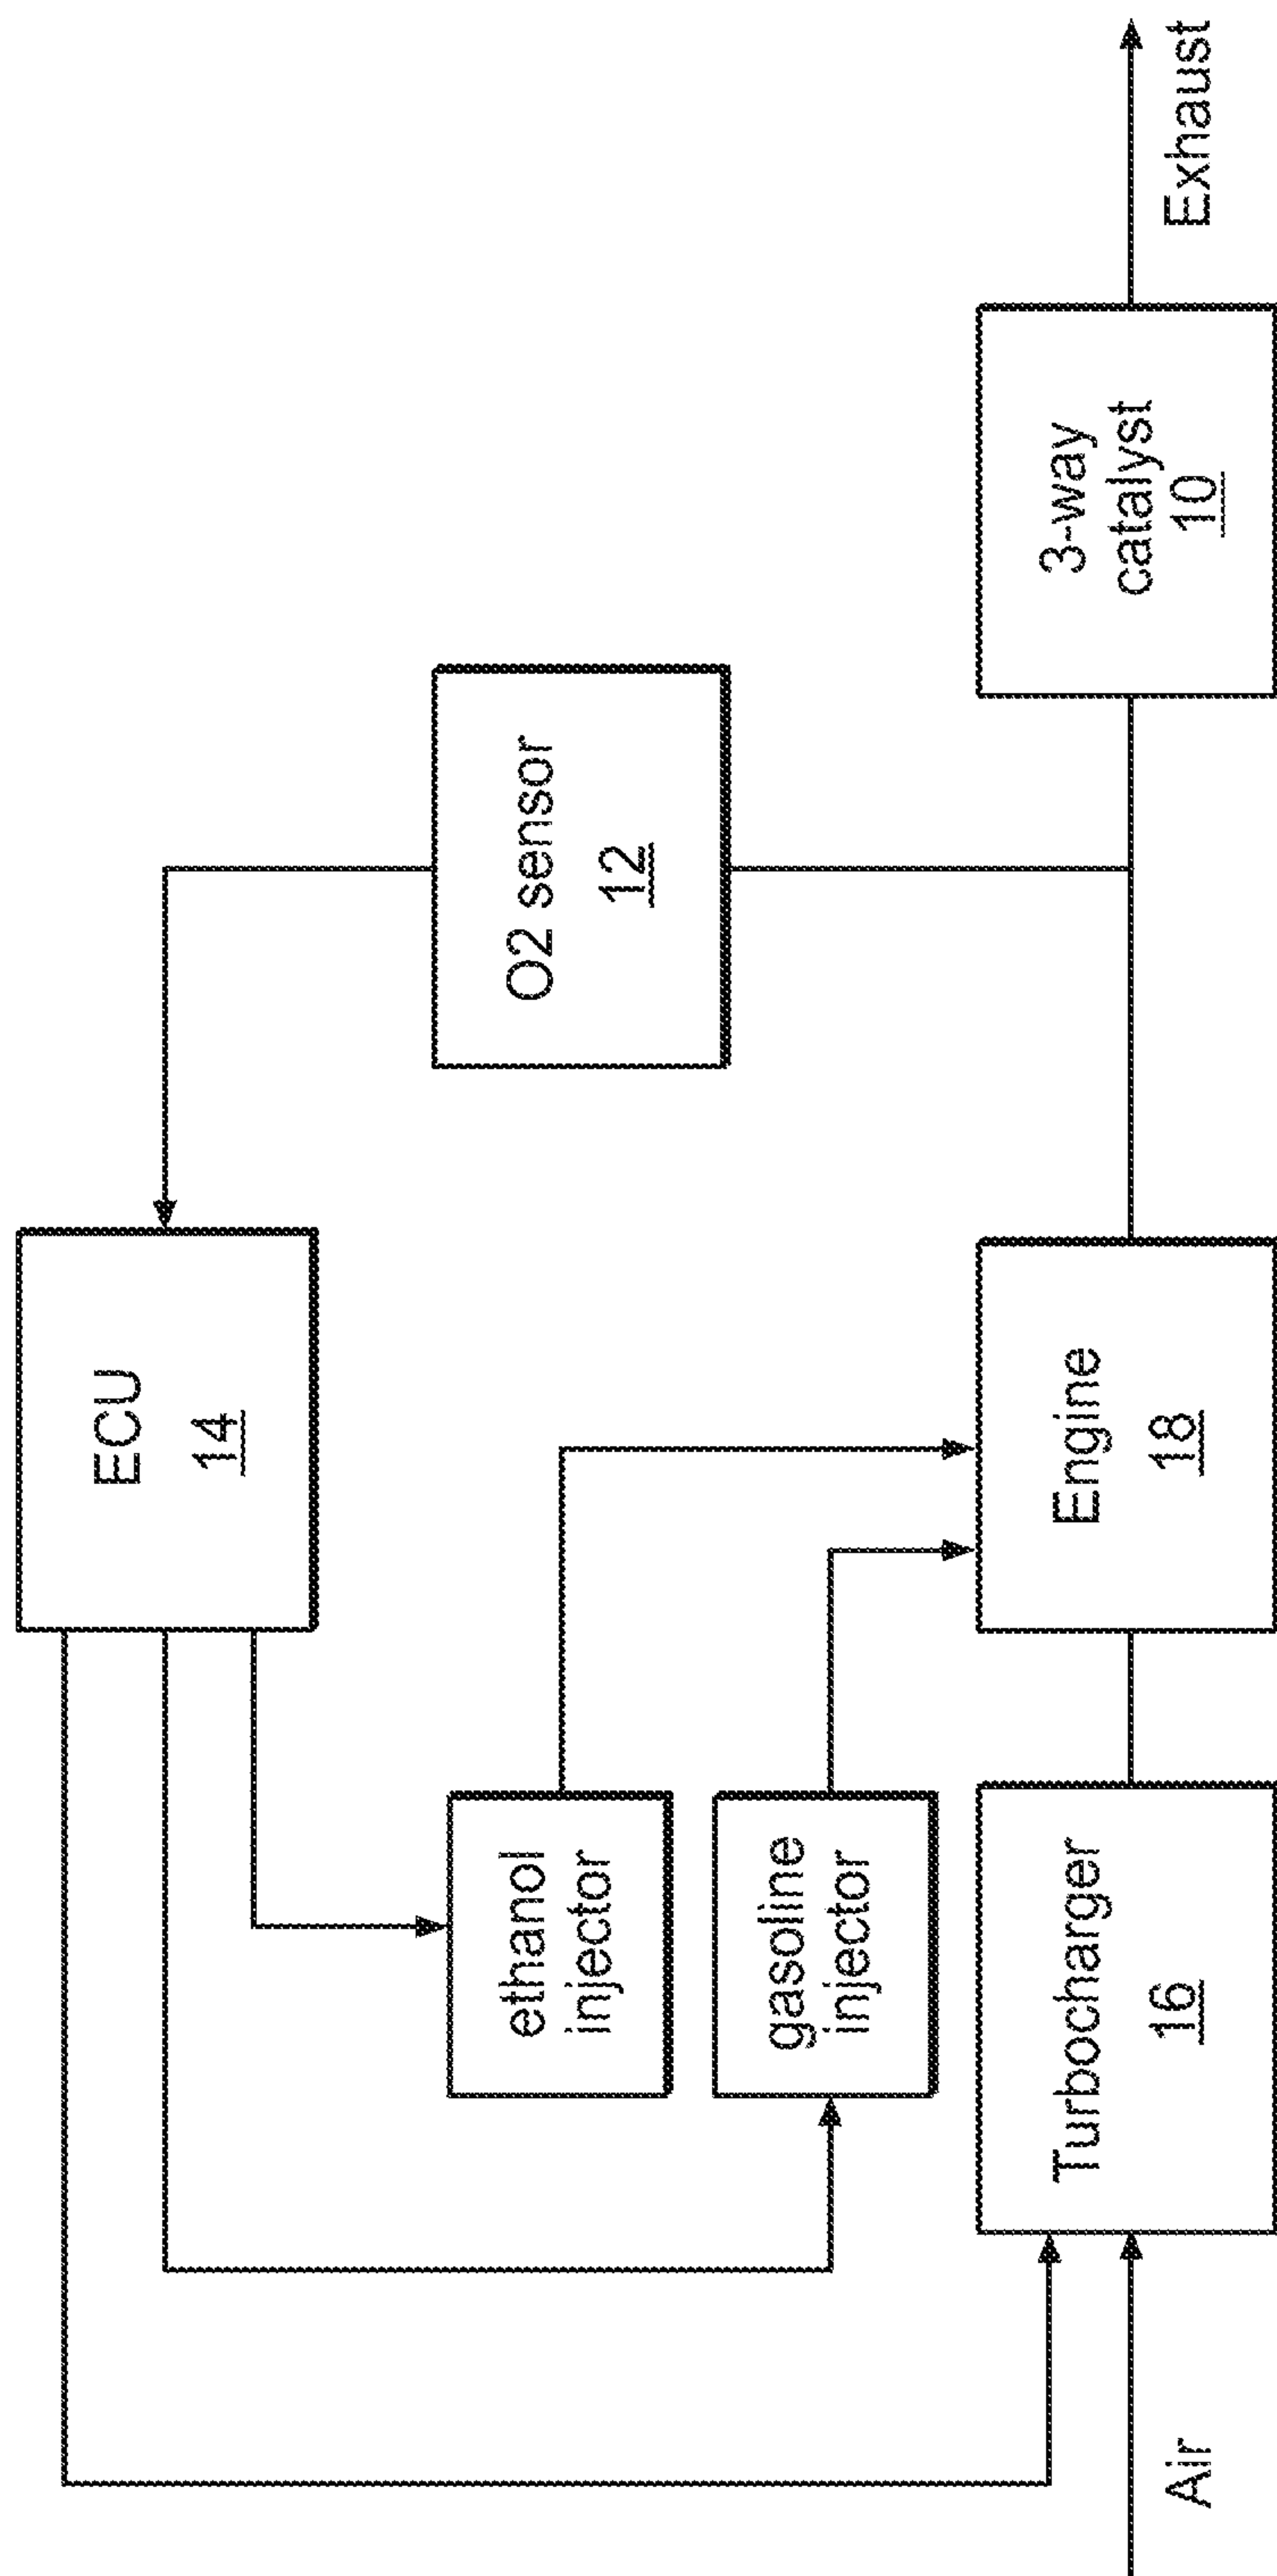 ECU
14
O2 sensor
12
ethanol
injector
gasoline
injector
Air
Turbocharger
16
Engine
18
3-way
catalyst
10
Exhaust